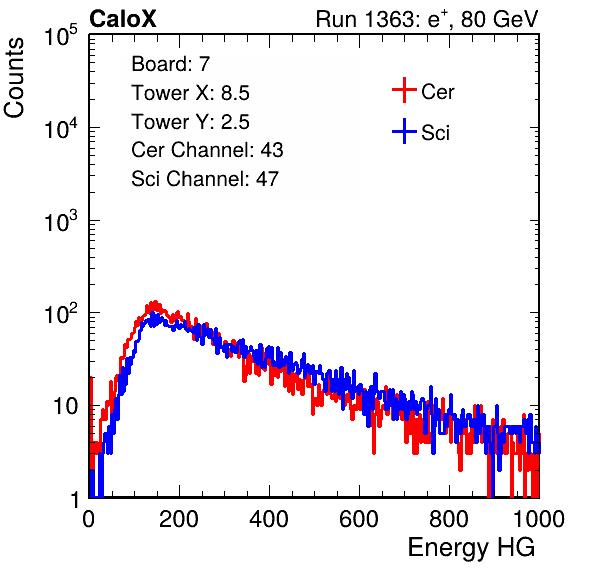 CaloX Run 1363: e+, 80 GeV
Counts
Board: 7
Tower X: 8.5
Tower Y: 2.5
Cer Channel: 43
Sci Channel: 47
Cer
Sci
10^5
10^4
10^3
10^2
10
1
0 200 400 600 800 1000
Energy HG